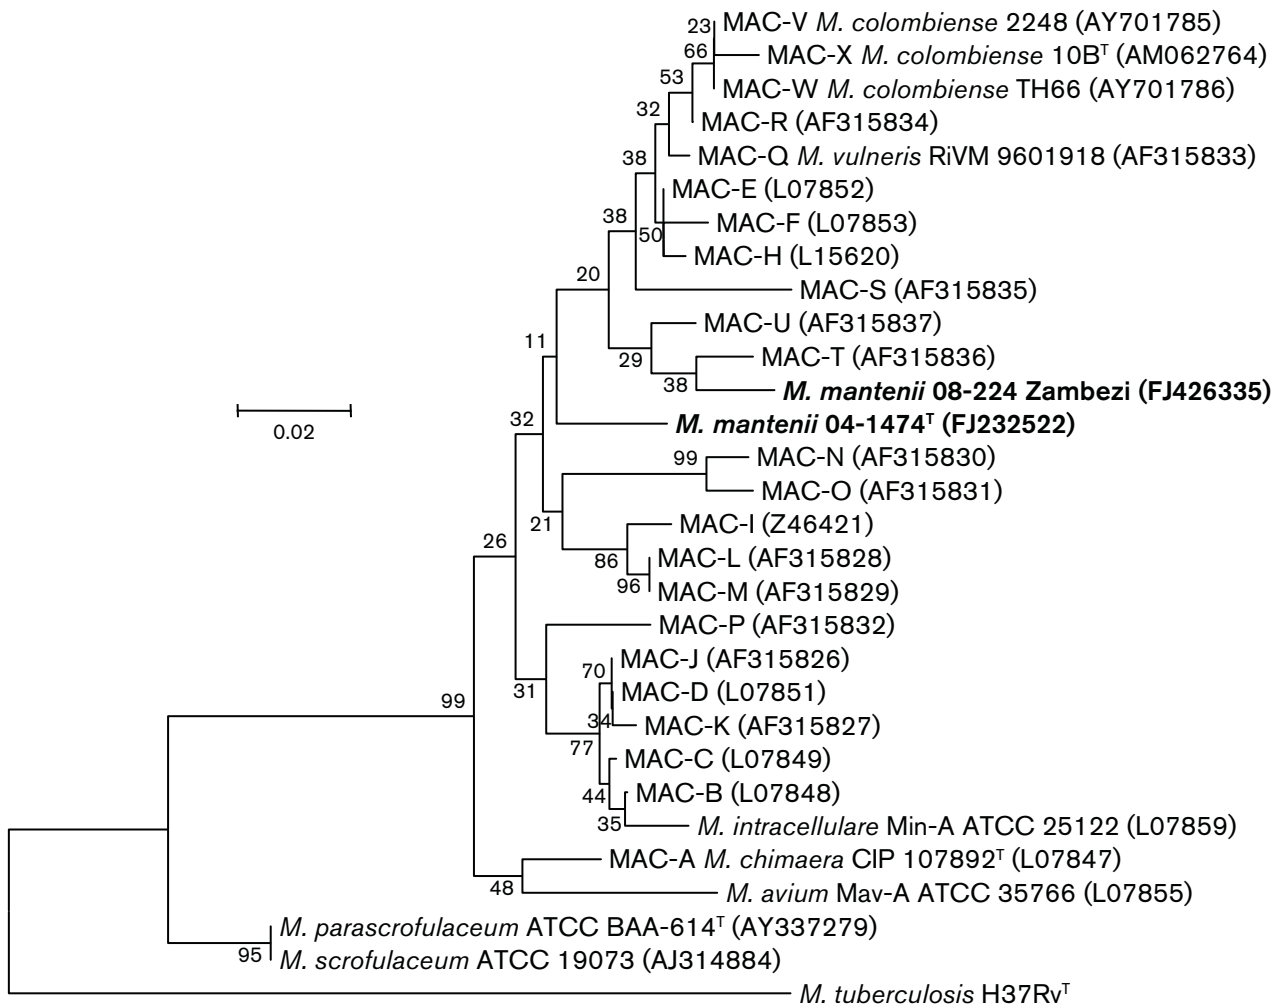 23
MAC-V M. colombiense 2248 (AY701785)
66
MAC-X M. colombiense 10Bᵀ (AM062764)
53
MAC-W M. colombiense TH66 (AY701786)
32
MAC-R (AF315834)
38
MAC-Q M. vulneris RiVM 9601918 (AF315833)
MAC-E (L07852)
38
MAC-F (L07853)
50
MAC-H (L15620)
20
MAC-S (AF315835)
11
MAC-U (AF315837)
29
MAC-T (AF315836)
38
M. mantenii 08-224 Zambezi (FJ426335)
0.02
32
M. mantenii 04-1474ᵀ (FJ232522)
99
MAC-N (AF315830)
MAC-O (AF315831)
21
MAC-I (Z46421)
26
86
MAC-L (AF315828)
96
MAC-M (AF315829)
MAC-P (AF315832)
31
70
MAC-J (AF315826)
MAC-D (L07851)
99
34
MAC-K (AF315827)
77
MAC-C (L07849)
44
MAC-B (L07848)
35
M. intracellulare Min-A ATCC 25122 (L07859)
MAC-A M. chimaera CIP 107892ᵀ (L07847)
48
M. avium Mav-A ATCC 35766 (L07855)
M. parascrofulaceum ATCC BAA-614ᵀ (AY337279)
95
M. scrofulaceum ATCC 19073 (AJ314884)
M. tuberculosis H37Rvᵀ